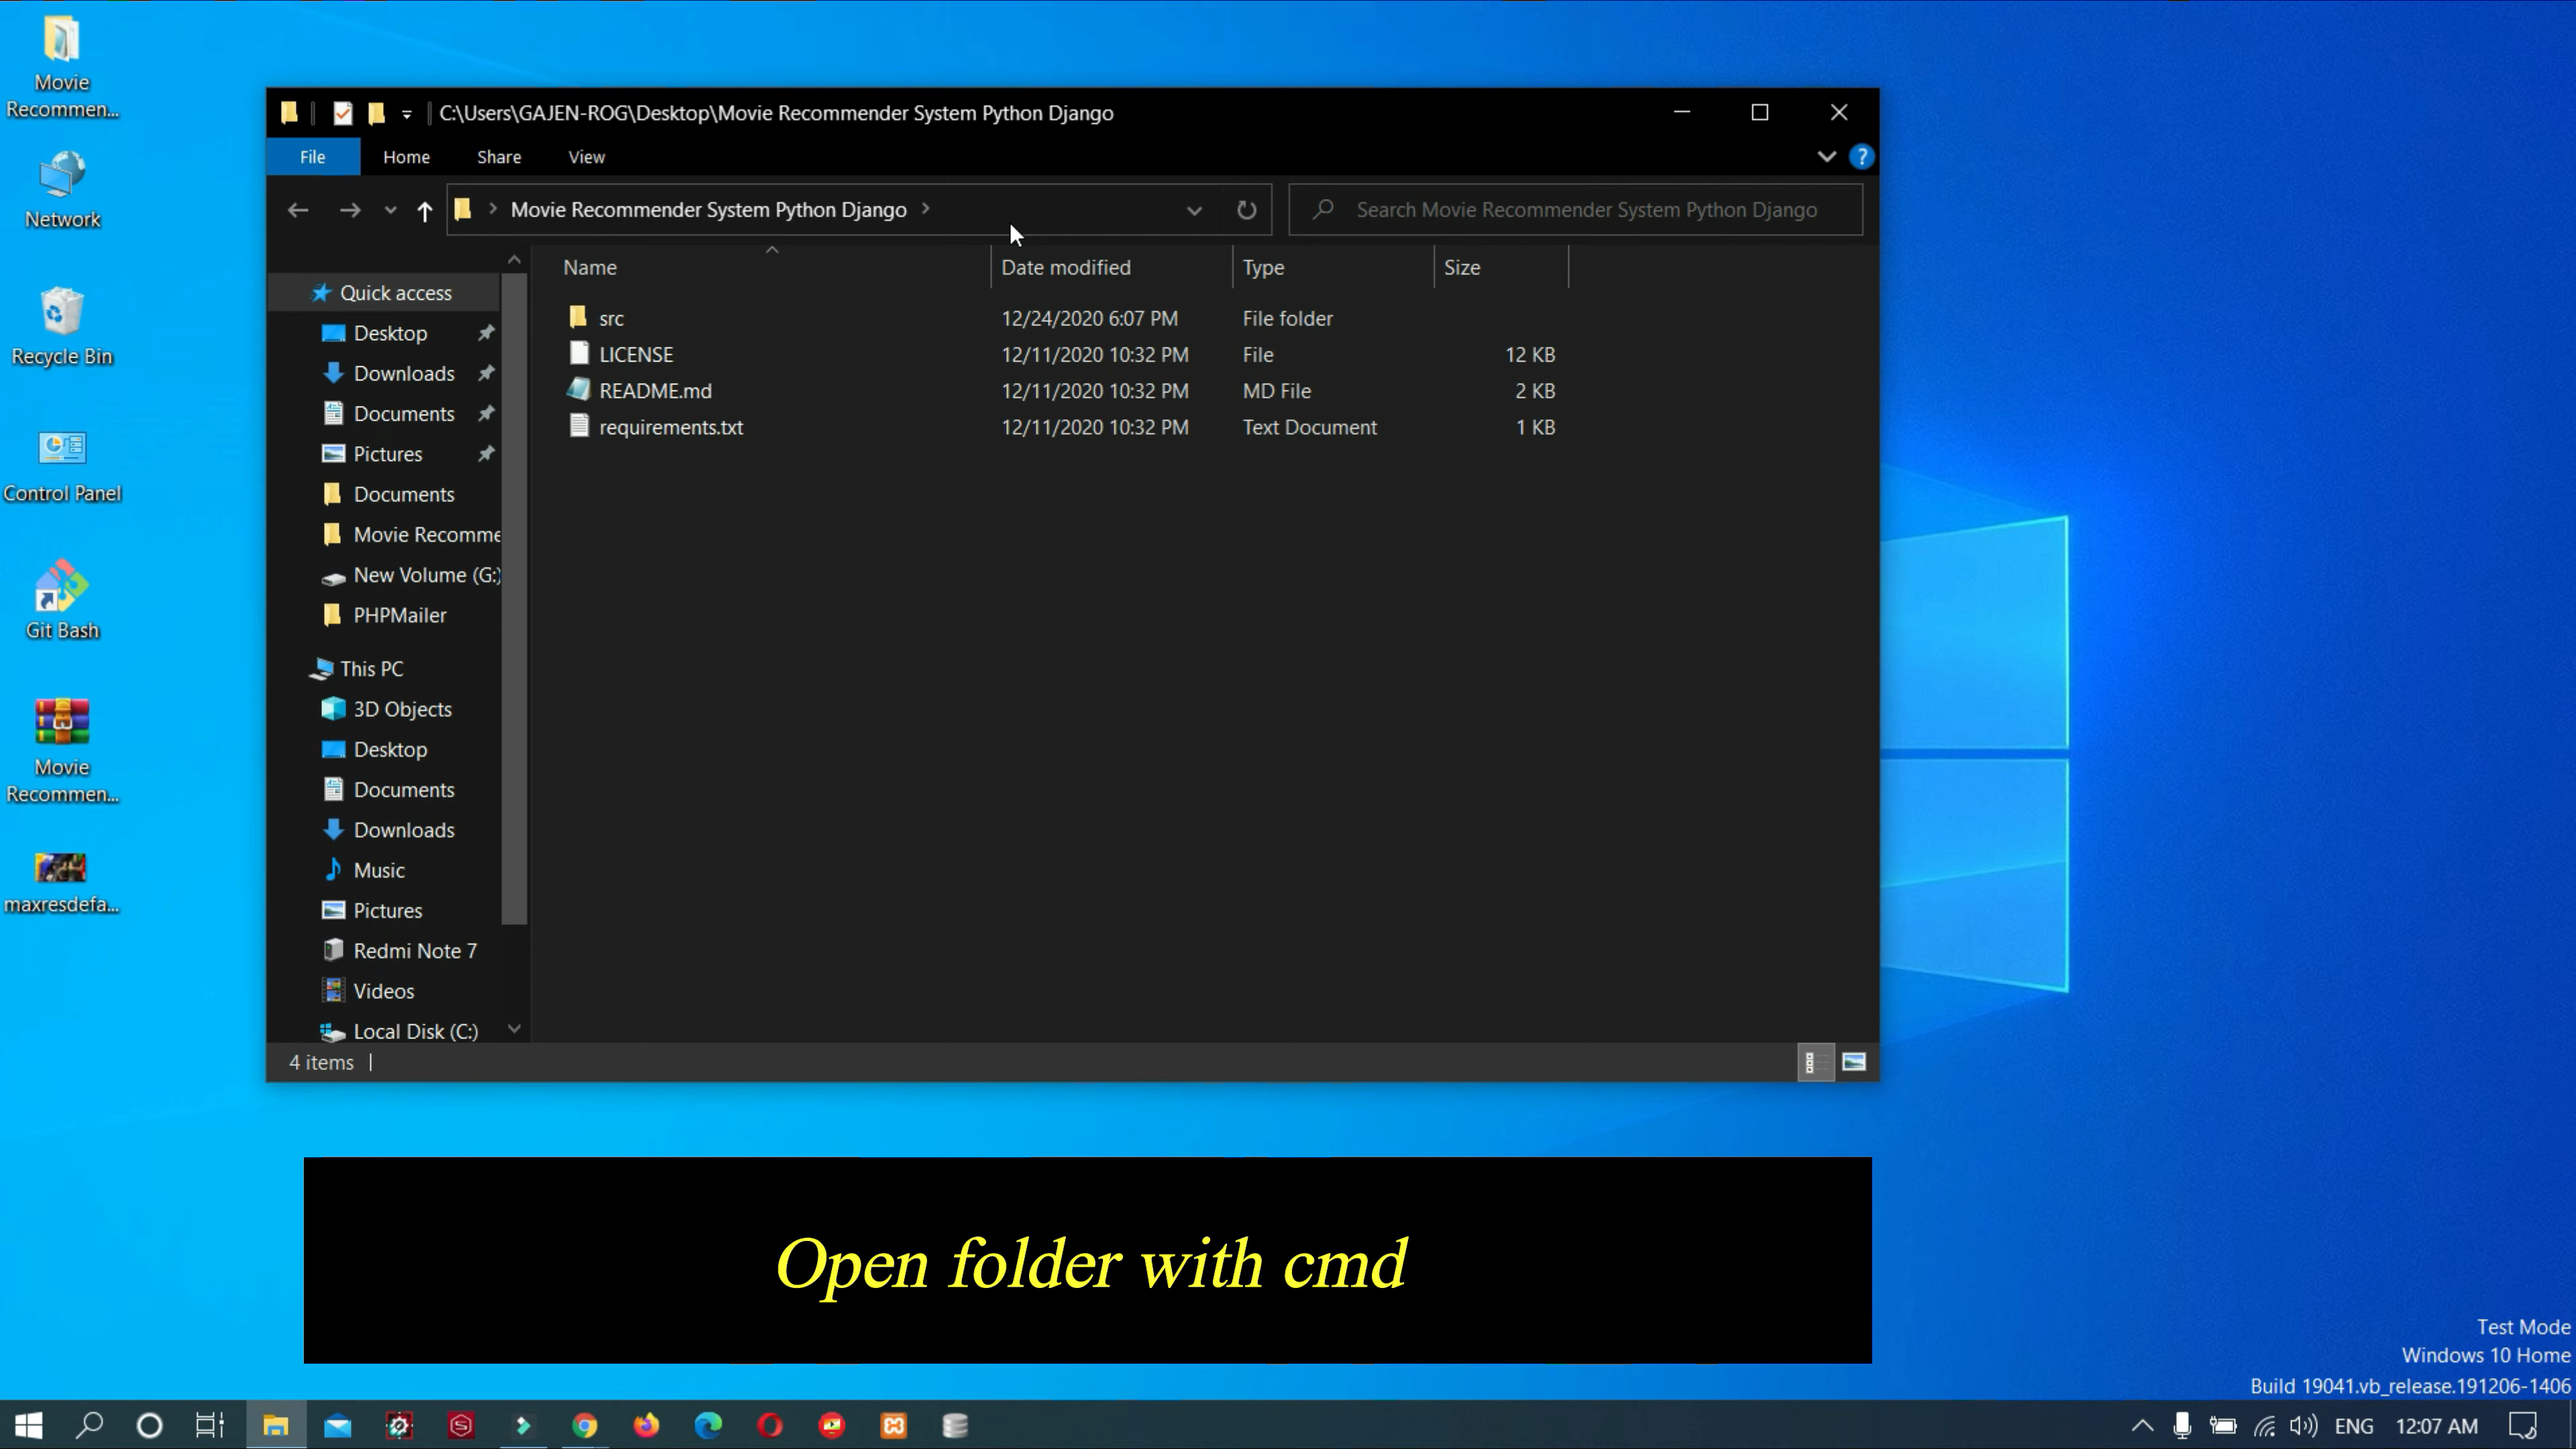 Movie
Recommen...
Network
Recycle Bin
Control Panel
Git Bash
Movie
Recommen...
maxresdefa...
C:\Users\GAJEN-ROG\Desktop\Movie Recommender System Python Django
File Home Share View
?
Movie Recommender System Python Django
Search Movie Recommender System Python Django
Name Date modified Type Size
src 12/24/2020 6:07 PM File folder
LICENSE 12/11/2020 10:32 PM File 12 KB
README.md 12/11/2020 10:32 PM MD File 2 KB
requirements.txt 12/11/2020 10:32 PM Text Document 1 KB
Quick access
Desktop
Downloads
Documents
Pictures
Documents
Movie Recomme
New Volume (G:)
PHPMailer
This PC
3D Objects
Desktop
Documents
Downloads
Music
Pictures
Redmi Note 7
Videos
Local Disk (C:)
4 items
Open folder with cmd
Test Mode
Windows 10 Home
Build 19041.vb_release.191206-1406
ENG 12:07 AM